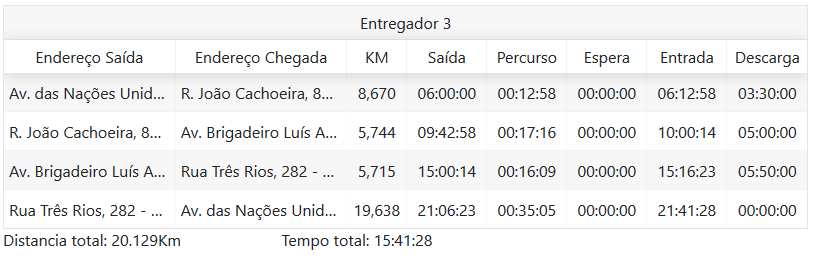 Entregador 3
Endereço Saída Endereço Chegada KM Saída Percurso Espera Entrada Descarga
Av. das Nações Unid... R. João Cachoeira, 8... 8,670 06:00:00 00:12:58 00:00:00 06:12:58 03:30:00
R. João Cachoeira, 8... Av. Brigadeiro Luís A... 5,744 09:42:58 00:17:16 00:00:00 10:00:14 05:00:00
Av. Brigadeiro Luís A... Rua Três Rios, 282 - ... 5,715 15:00:14 00:16:09 00:00:00 15:16:23 05:50:00
Rua Três Rios, 282 - ... Av. das Nações Unid... 19,638 21:06:23 00:35:05 00:00:00 21:41:28 00:00:00
Distancia total: 20.129Km Tempo total: 15:41:28